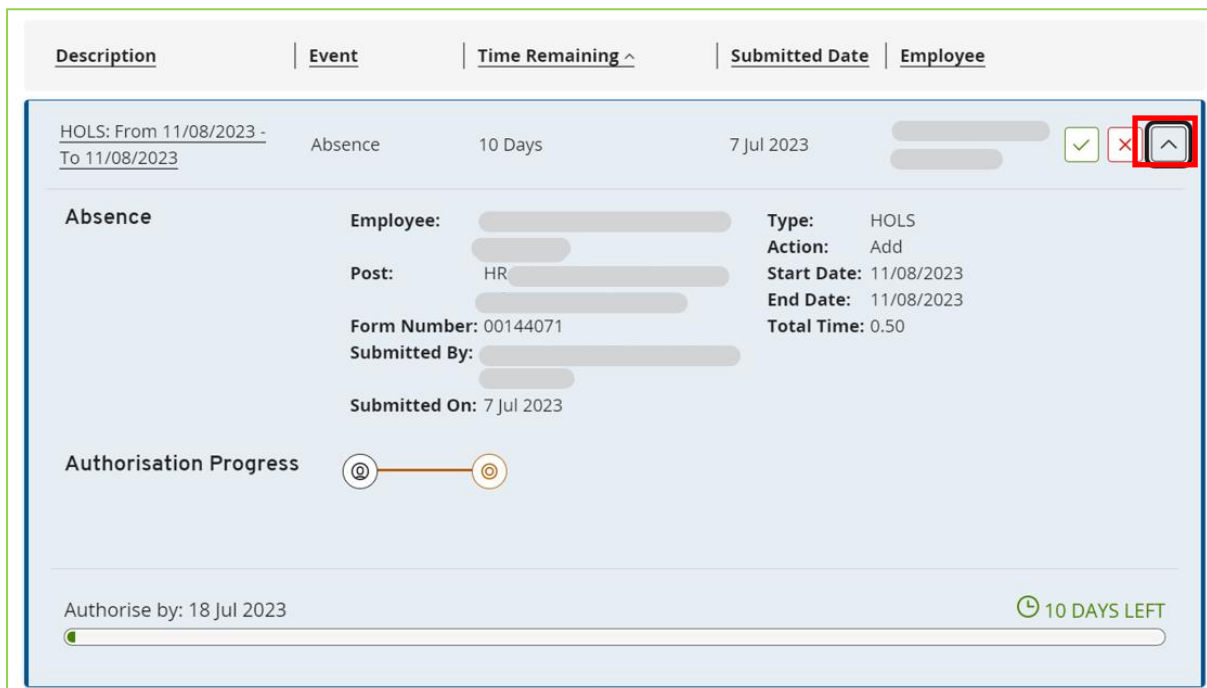 Description Event Time Remaining Submitted Date Employee
HOLS: From 11/08/2023 -
To 11/08/2023
Absence 10 Days 7 Jul 2023
Absence
Employee:
Post: HR
Form Number: 00144071
Submitted By:
Submitted On: 7 Jul 2023
Type: HOLS
Action: Add
Start Date: 11/08/2023
End Date: 11/08/2023
Total Time: 0.50
Authorisation Progress
Authorise by: 18 Jul 2023
10 DAYS LEFT